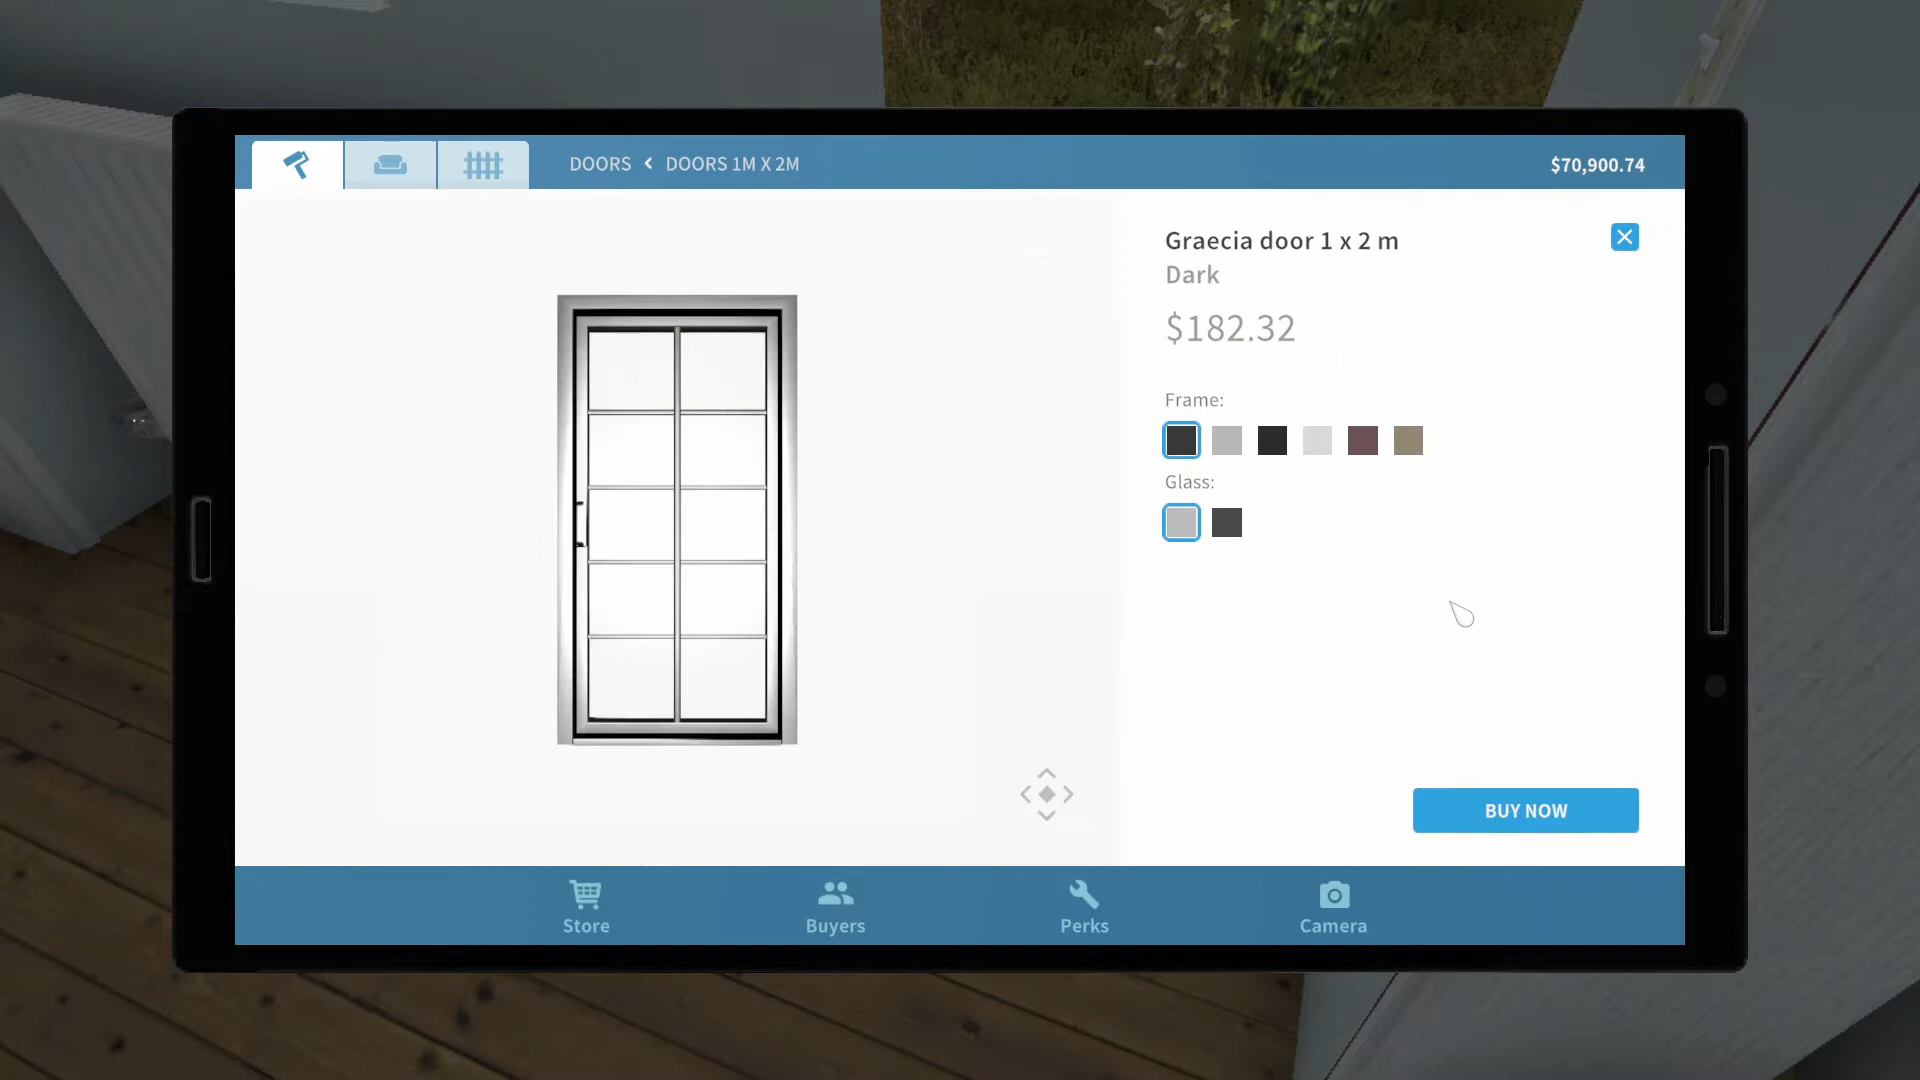 DOORS < DOORS 1M X 2M
$70,900.74
Graecia door 1 x 2 m
Dark
$182.32
Frame:
Glass:
BUY NOW
Store
Buyers
Perks
Camera